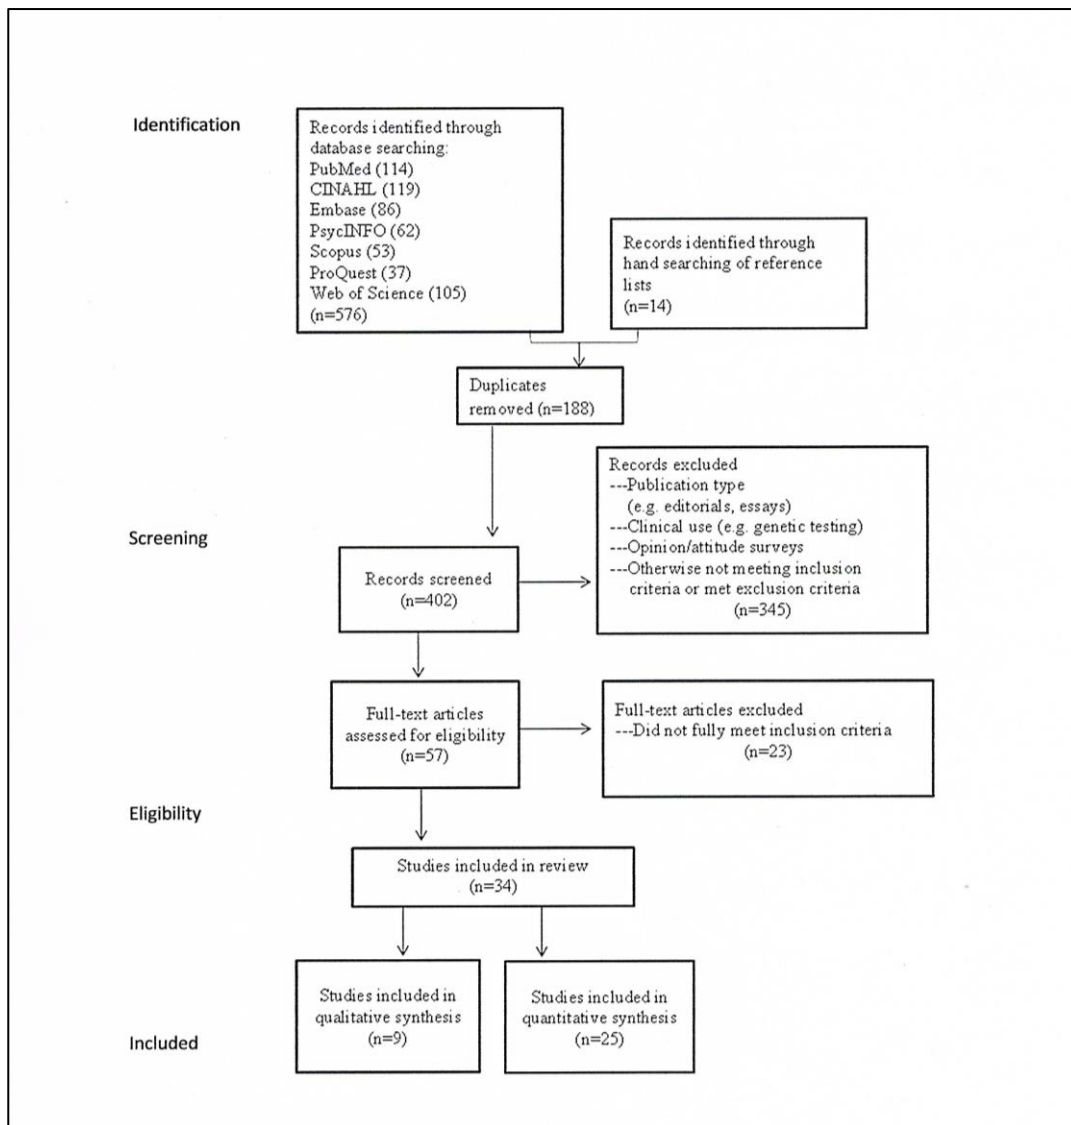 Identification
Records identified through
database searching:
PubMed (114)
CINAHL (119)
Embase (86)
PsycINFO (62)
Scopus (53)
ProQuest (37)
Web of Science (105)
(n=576)
Records identified through
hand searching of reference
lists
(n=14)
Duplicates
removed (n=188)
Screening
Records excluded
---Publication type
(e.g. editorials, essays)
---Clinical use (e.g. genetic testing)
---Opinion/attitude surveys
---Otherwise not meeting inclusion
criteria or met exclusion criteria
(n=345)
Records screened
(n=402)
Full-text articles
assessed for eligibility
(n=57)
Full-text articles excluded
---Did not fully meet inclusion criteria
(n=23)
Eligibility
Studies included in review
(n=34)
Included
Studies included in
qualitative synthesis
(n=9)
Studies included in
quantitative synthesis
(n=25)